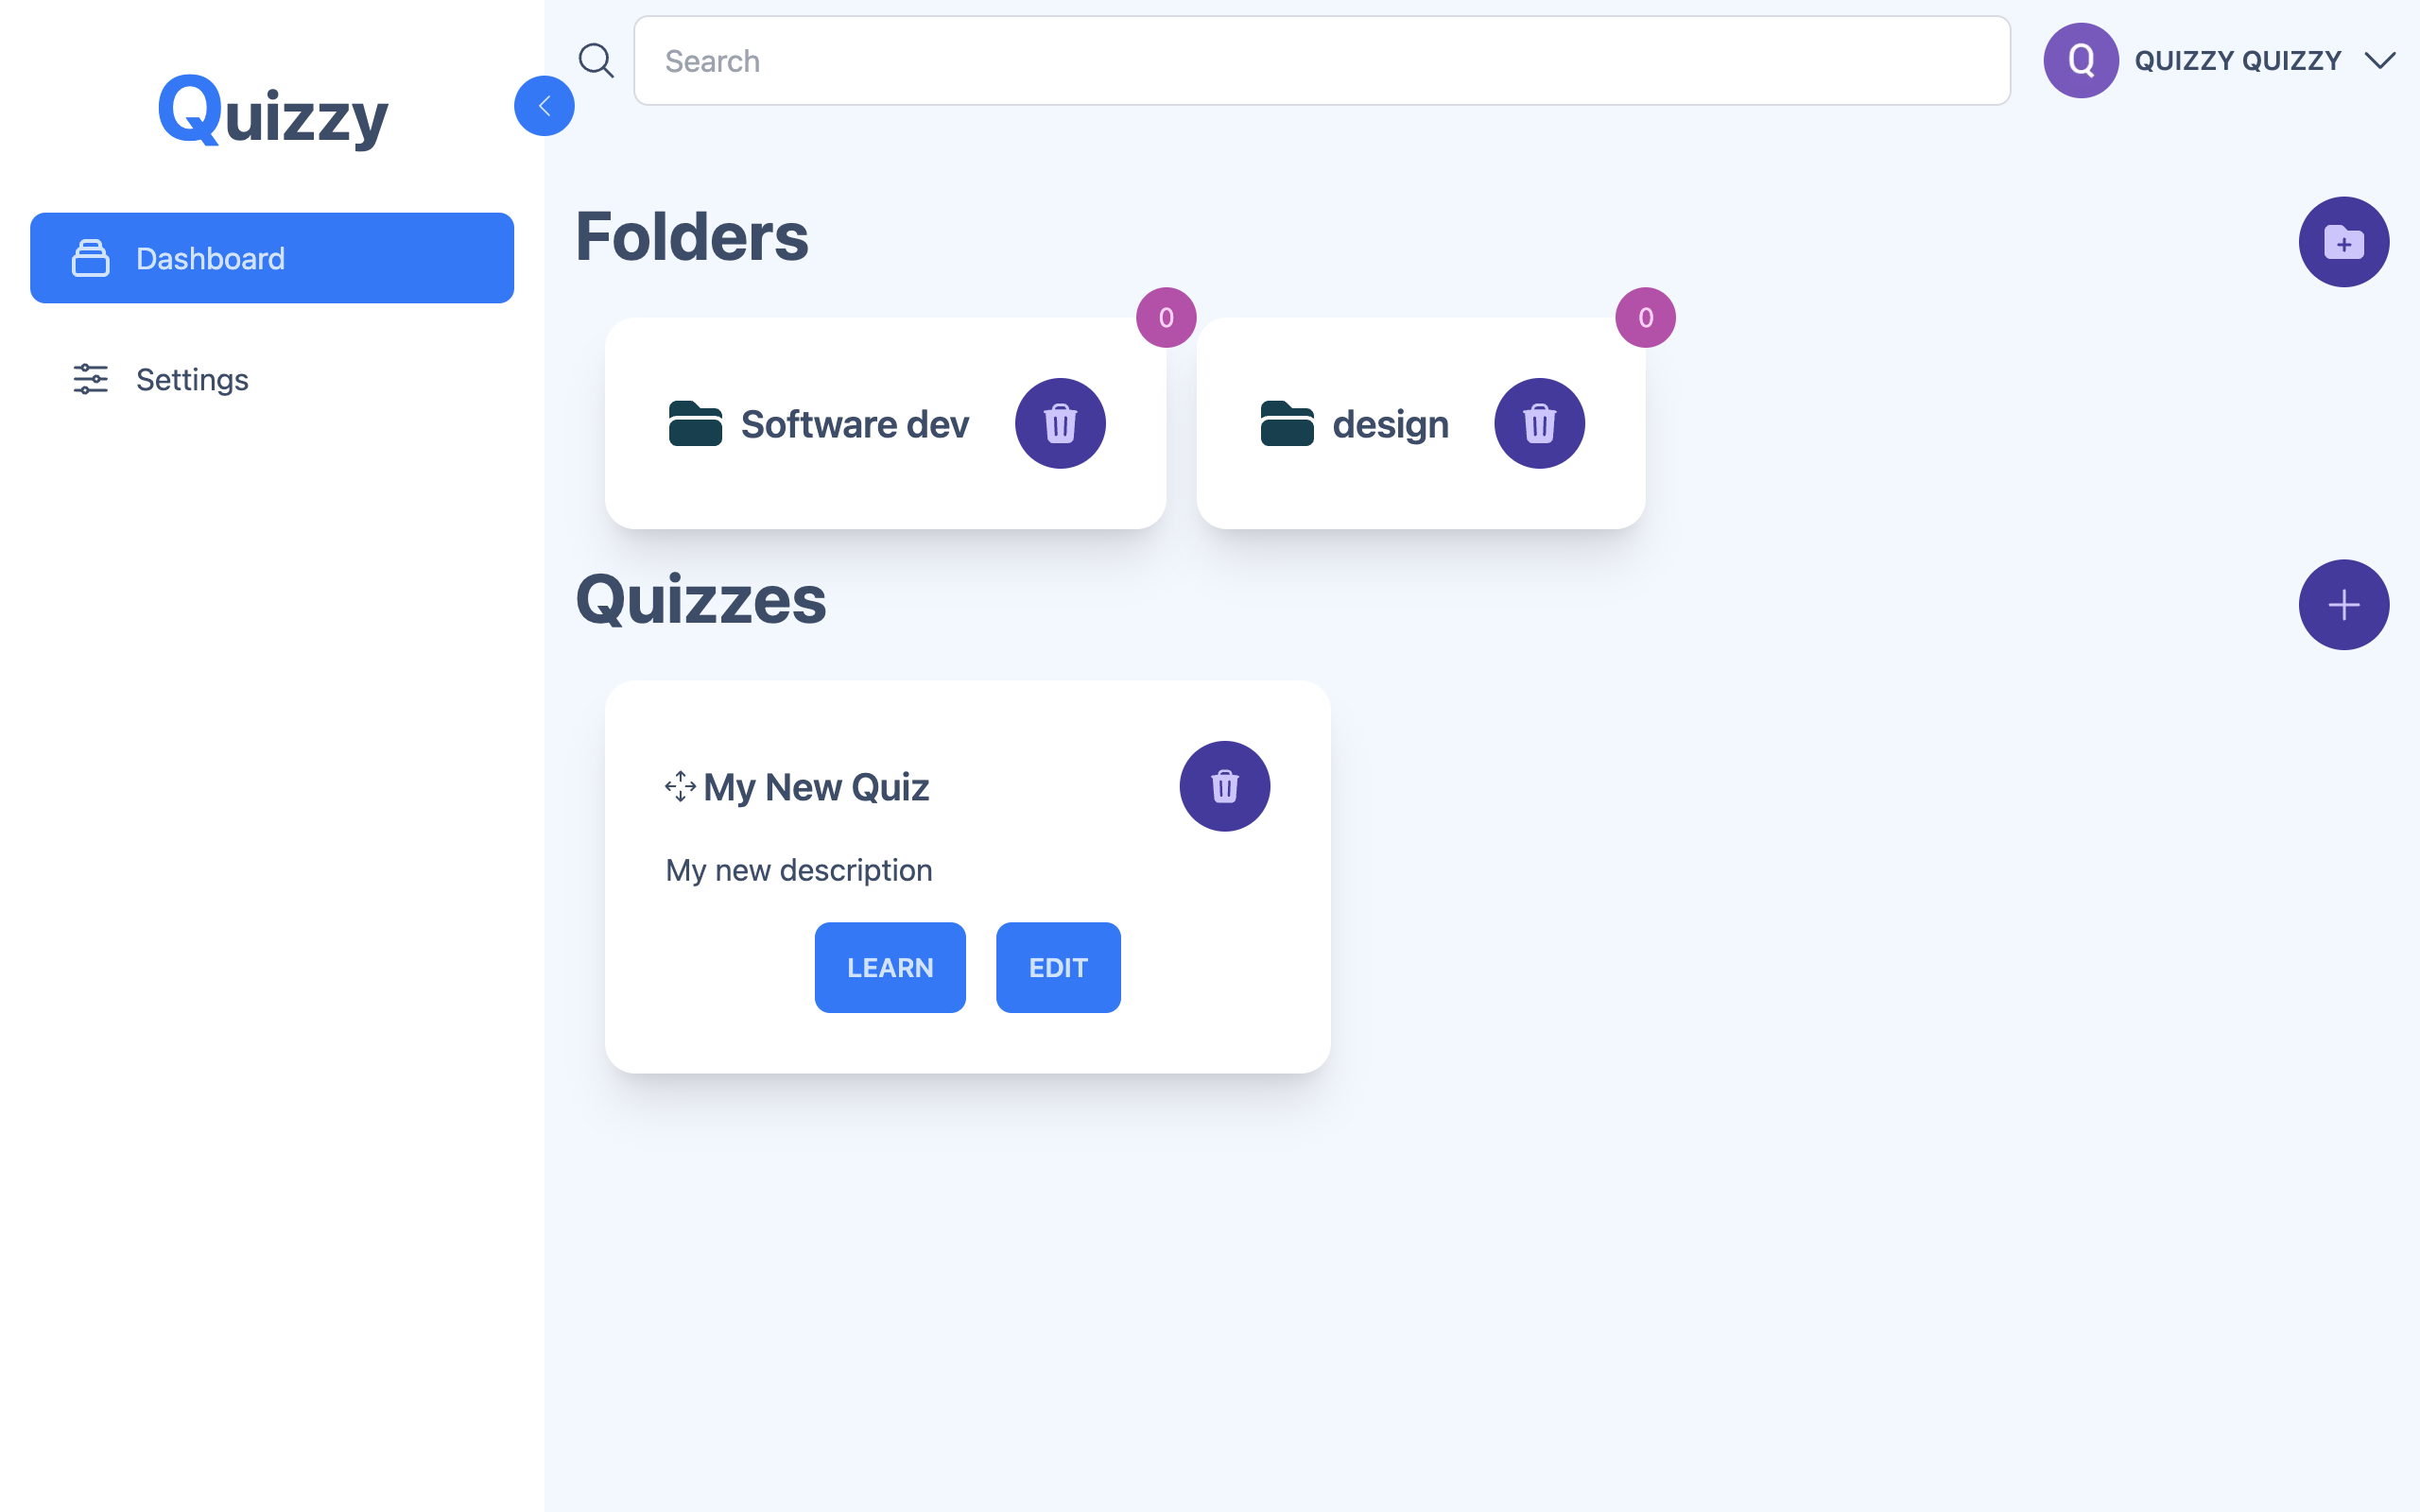 Quizzy
Search
Q
QUIZZY QUIZZY
Dashboard
Settings
Folders
0
0
Software dev
design
Quizzes
My New Quiz
My new description
LEARN
EDIT